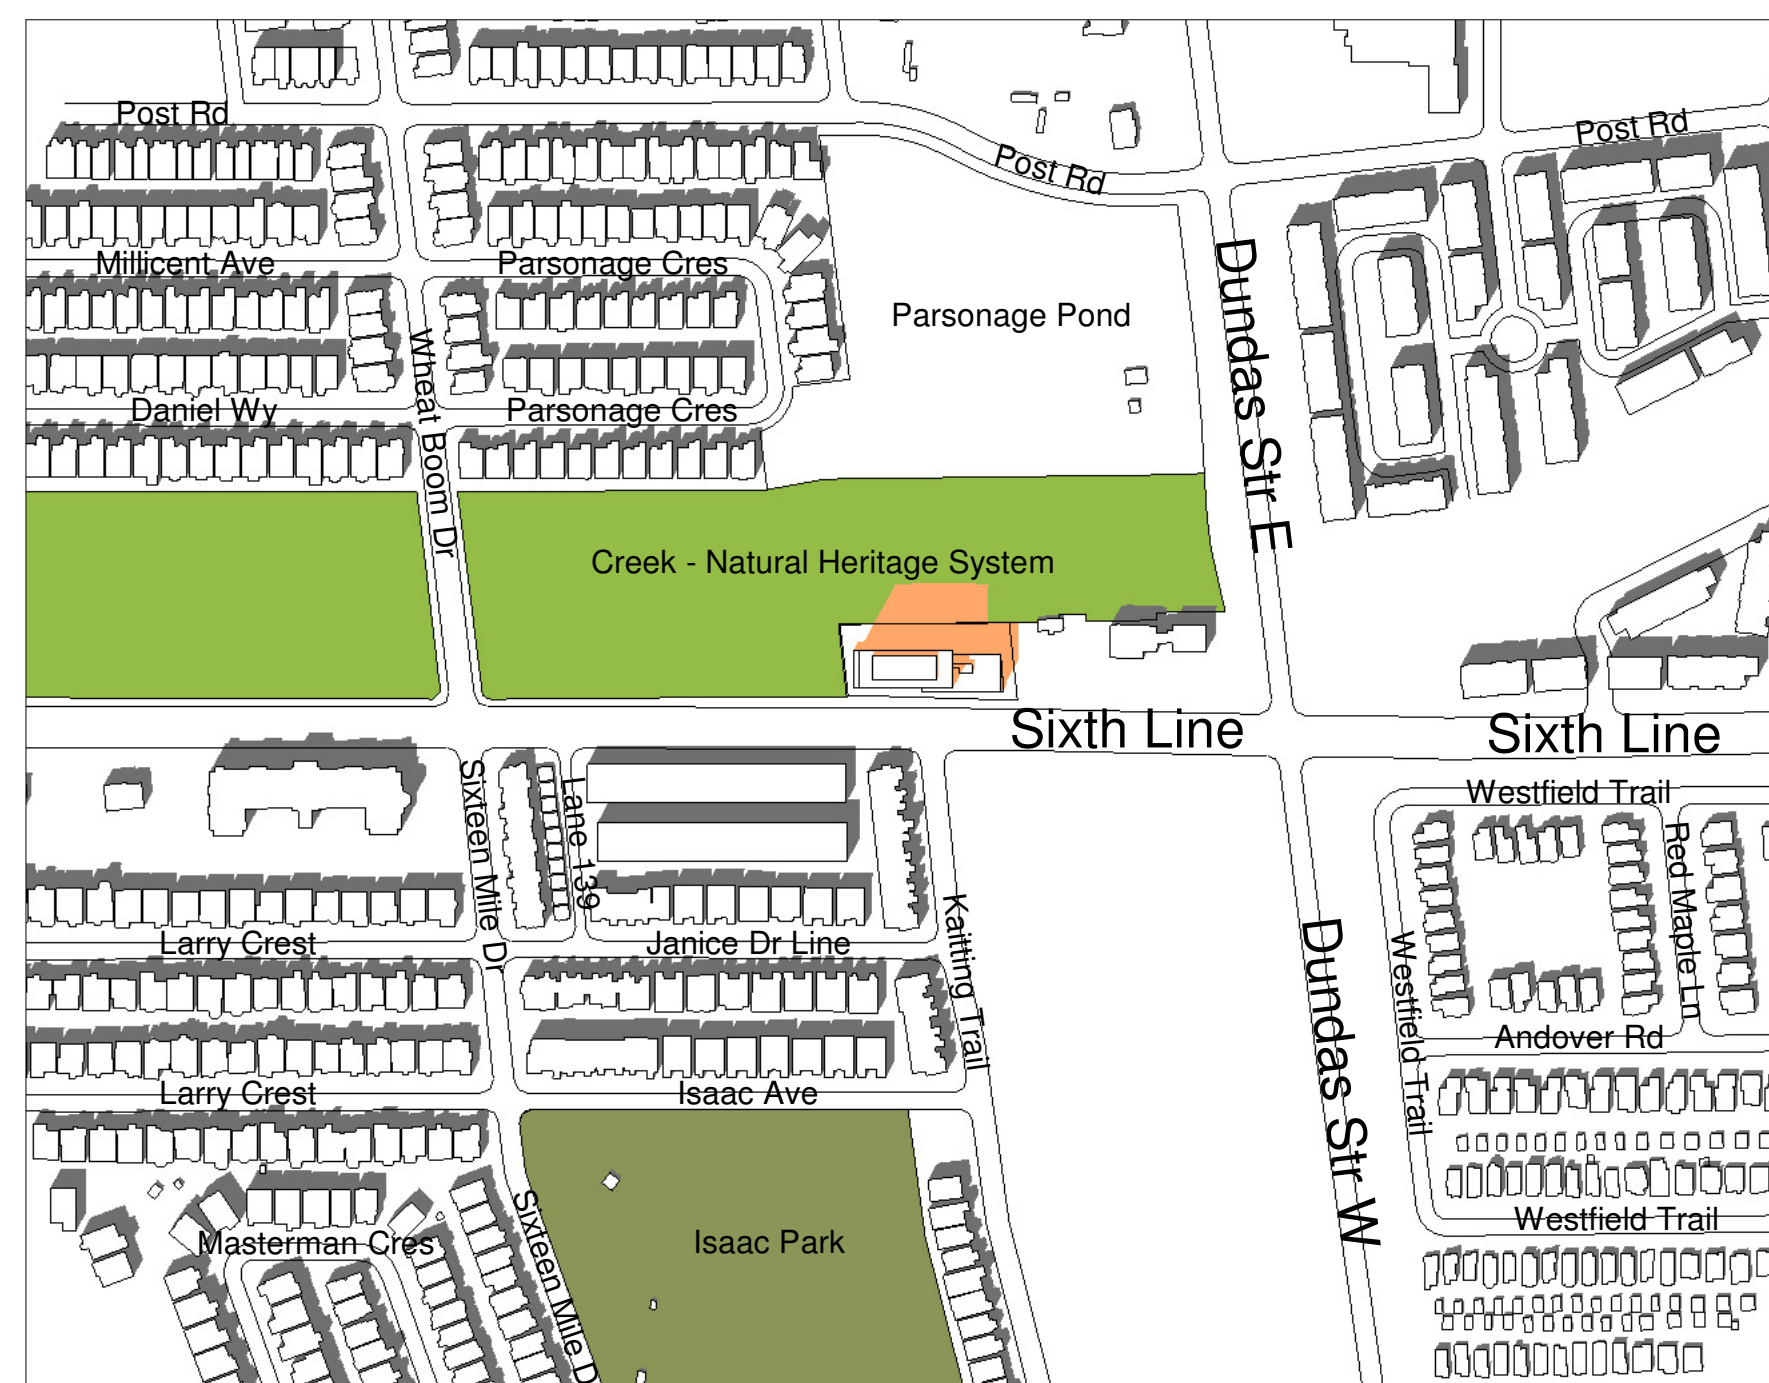 Post Rd
Post Rd
Post Rd
Millicent Ave
Parsonage Cres
Dundas Str E
Parsonage Pond
Wheat Boom Dr
Daniel Wy
Parsonage Cres
Creek - Natural Heritage System
Sixth Line
Sixth Line
Sixteen Mile Dr
Lane 139
Westfield Trail
Red Maple Ln
Larry Crest
Janice Dr Line
Kaitting Trail
Dundas Str W
Westfield Trail
Andover Rd
Larry Crest
Isaac Ave
Sixteen Mile D
Masterman Cres
Isaac Park
Westfield Trail